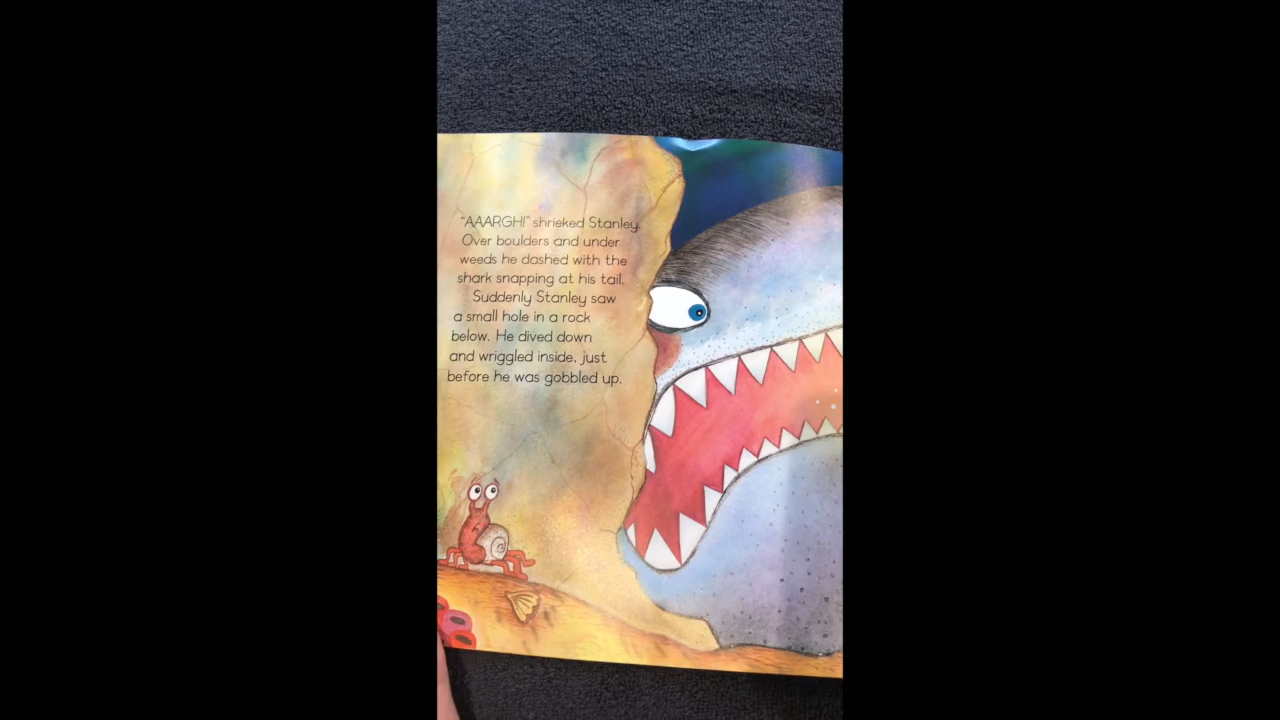 "AAARGH!" shrieked Stanley.
Over boulders and under
weeds he dashed with the
shark snapping at his tail.
Suddenly Stanley saw
a small hole in a rock
below. He dived down
and wriggled inside, just
before he was gobbled up.